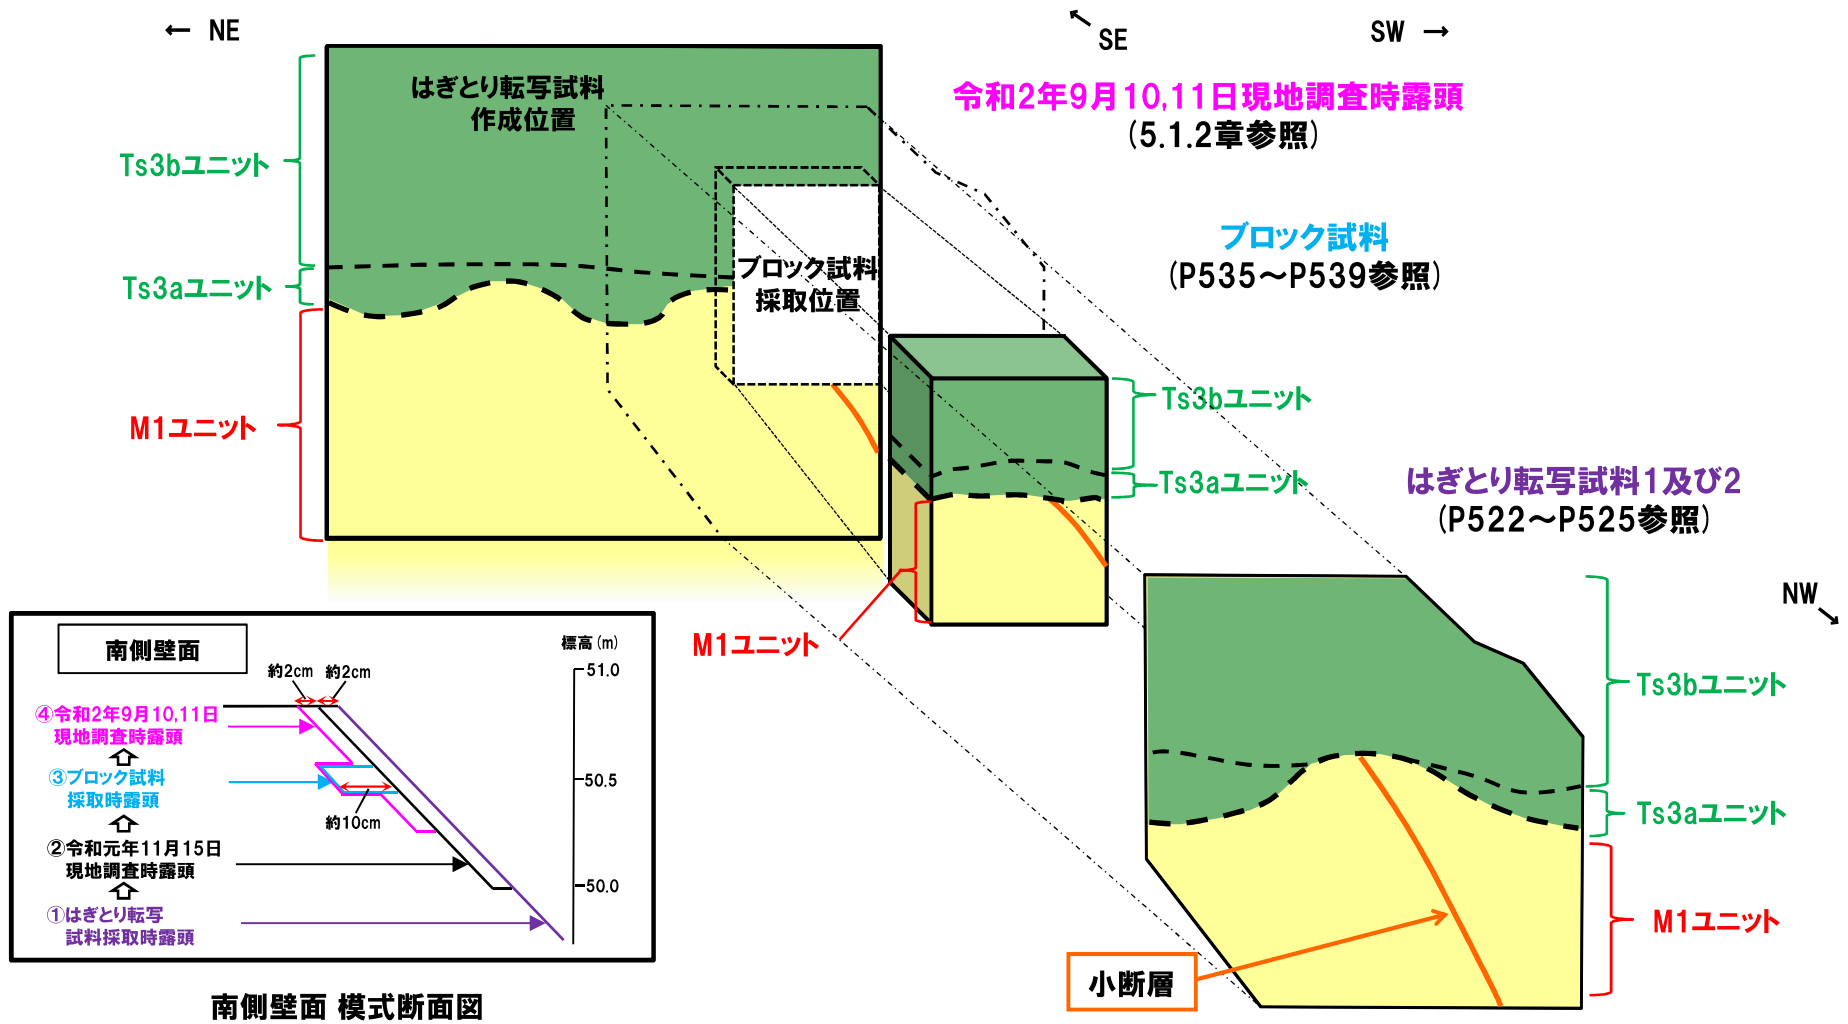 ← NE
SE
SW →
はぎとり転写試料
作成位置
令和2年9月10,11日現地調査時露頭
(5.1.2章参照)
Ts3bユニット
ブロック試料
(P535～P539参照)
Ts3aユニット
ブロック試料
採取位置
M1ユニット
Ts3bユニット
Ts3aユニット
はぎとり転写試料1及び2
(P522～P525参照)
M1ユニット
NW
Ts3bユニット
Ts3aユニット
M1ユニット
小断層
南側壁面
標高(m)
51.0
50.5
50.0
約2cm
約2cm
④令和2年9月10,11日
現地調査時露頭
③ブロック試料
採取時露頭
約10cm
②令和元年11月15日
現地調査時露頭
①はぎとり転写
試料採取時露頭
南側壁面 模式断面図